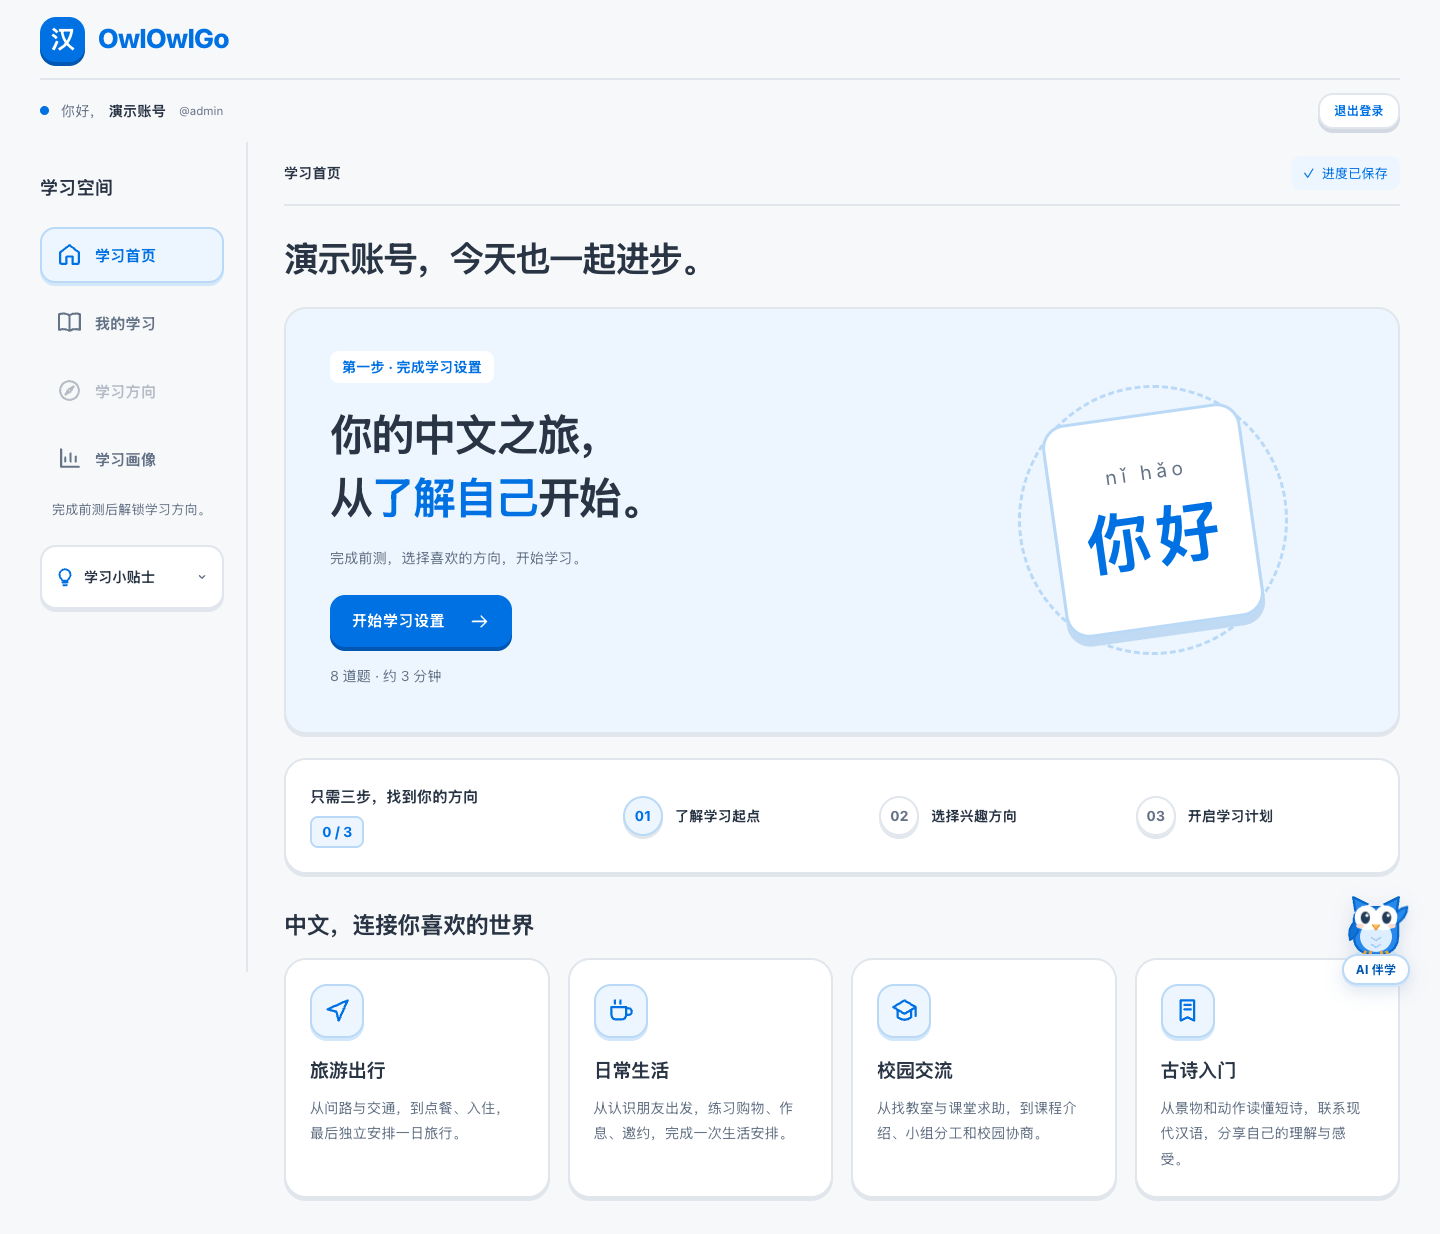 汉 OwlOwlGo
你好， 演示账号 @admin
退出登录
学习空间
学习首页
我的学习
学习方向
学习画像
完成前测后解锁学习方向。
学习小贴士
学习首页
✓ 进度已保存
演示账号，今天也一起进步。
第一步 · 完成学习设置
你的中文之旅，
从了解自己开始。
完成前测，选择喜欢的方向，开始学习。
开始学习设置 →
8 道题 · 约 3 分钟
nǐ hǎo
你好
只需三步，找到你的方向
0 / 3
01 了解学习起点
02 选择兴趣方向
03 开启学习计划
中文，连接你喜欢的世界
AI 伴学
旅游出行
从问路与交通，到点餐、入住，
最后独立安排一日旅行。
日常生活
从认识朋友出发，练习购物、作
息、邀约，完成一次生活安排。
校园交流
从找教室与课堂求助，到课程介
绍、小组分工和校园协商。
古诗入门
从景物和动作读懂短诗，联系现
代汉语，分享自己的理解与感
受。